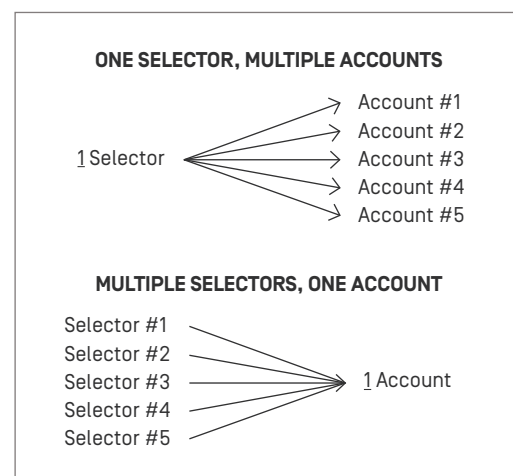 ONE SELECTOR, MULTIPLE ACCOUNTS
1 Selector
Account #1
Account #2
Account #3
Account #4
Account #5
MULTIPLE SELECTORS, ONE ACCOUNT
Selector #1
Selector #2
Selector #3
Selector #4
Selector #5
1 Account